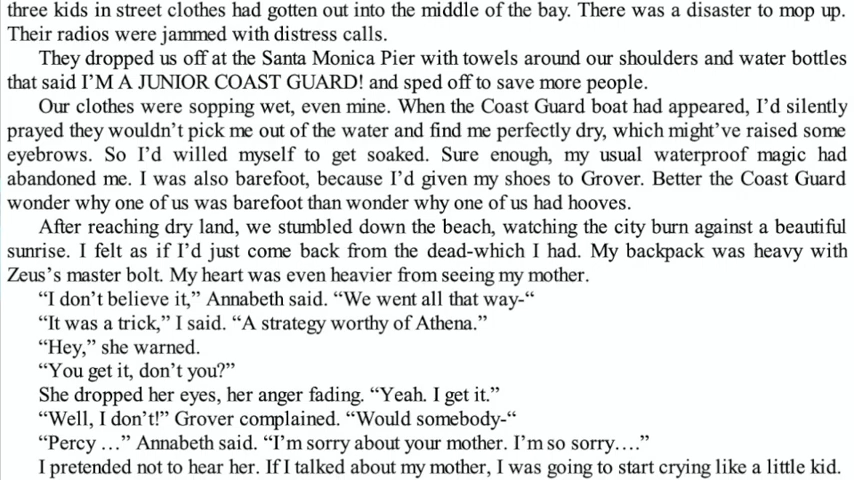 three kids in street clothes had gotten out into the middle of the bay. There was a disaster to mop up.
Their radios were jammed with distress calls.
They dropped us off at the Santa Monica Pier with towels around our shoulders and water bottles
that said I’M A JUNIOR COAST GUARD! and sped off to save more people.
Our clothes were sopping wet, even mine. When the Coast Guard boat had appeared, I’d silently
prayed they wouldn’t pick me out of the water and find me perfectly dry, which might’ve raised some
eyebrows. So I’d willed myself to get soaked. Sure enough, my usual waterproof magic had
abandoned me. I was also barefoot, because I’d given my shoes to Grover. Better the Coast Guard
wonder why one of us was barefoot than wonder why one of us had hooves.
After reaching dry land, we stumbled down the beach, watching the city burn against a beautiful
sunrise. I felt as if I’d just come back from the dead-which I had. My backpack was heavy with
Zeus’s master bolt. My heart was even heavier from seeing my mother.
“I don’t believe it,” Annabeth said. “We went all that way-“
“It was a trick,” I said. “A strategy worthy of Athena.”
“Hey,” she warned.
“You get it, don’t you?”
She dropped her eyes, her anger fading. “Yeah. I get it.”
“Well, I don’t!” Grover complained. “Would somebody-“
“Percy …” Annabeth said. “I’m sorry about your mother. I’m so sorry….”
I pretended not to hear her. If I talked about my mother, I was going to start crying like a little kid.